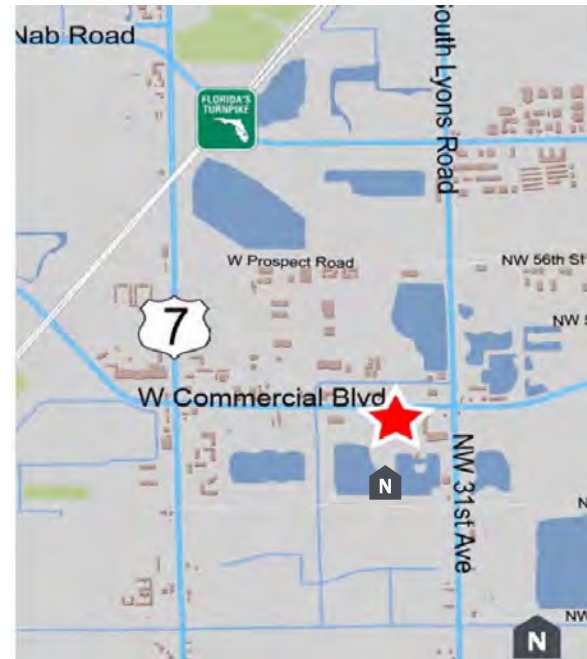 Nab Road
FLORIDA'S
TURNPIKE
South Lyons Road
W Prospect Road
NW 56th St
NW 5
7
W Commercial Blvd
NW 31st Ave
N
N
NW
N